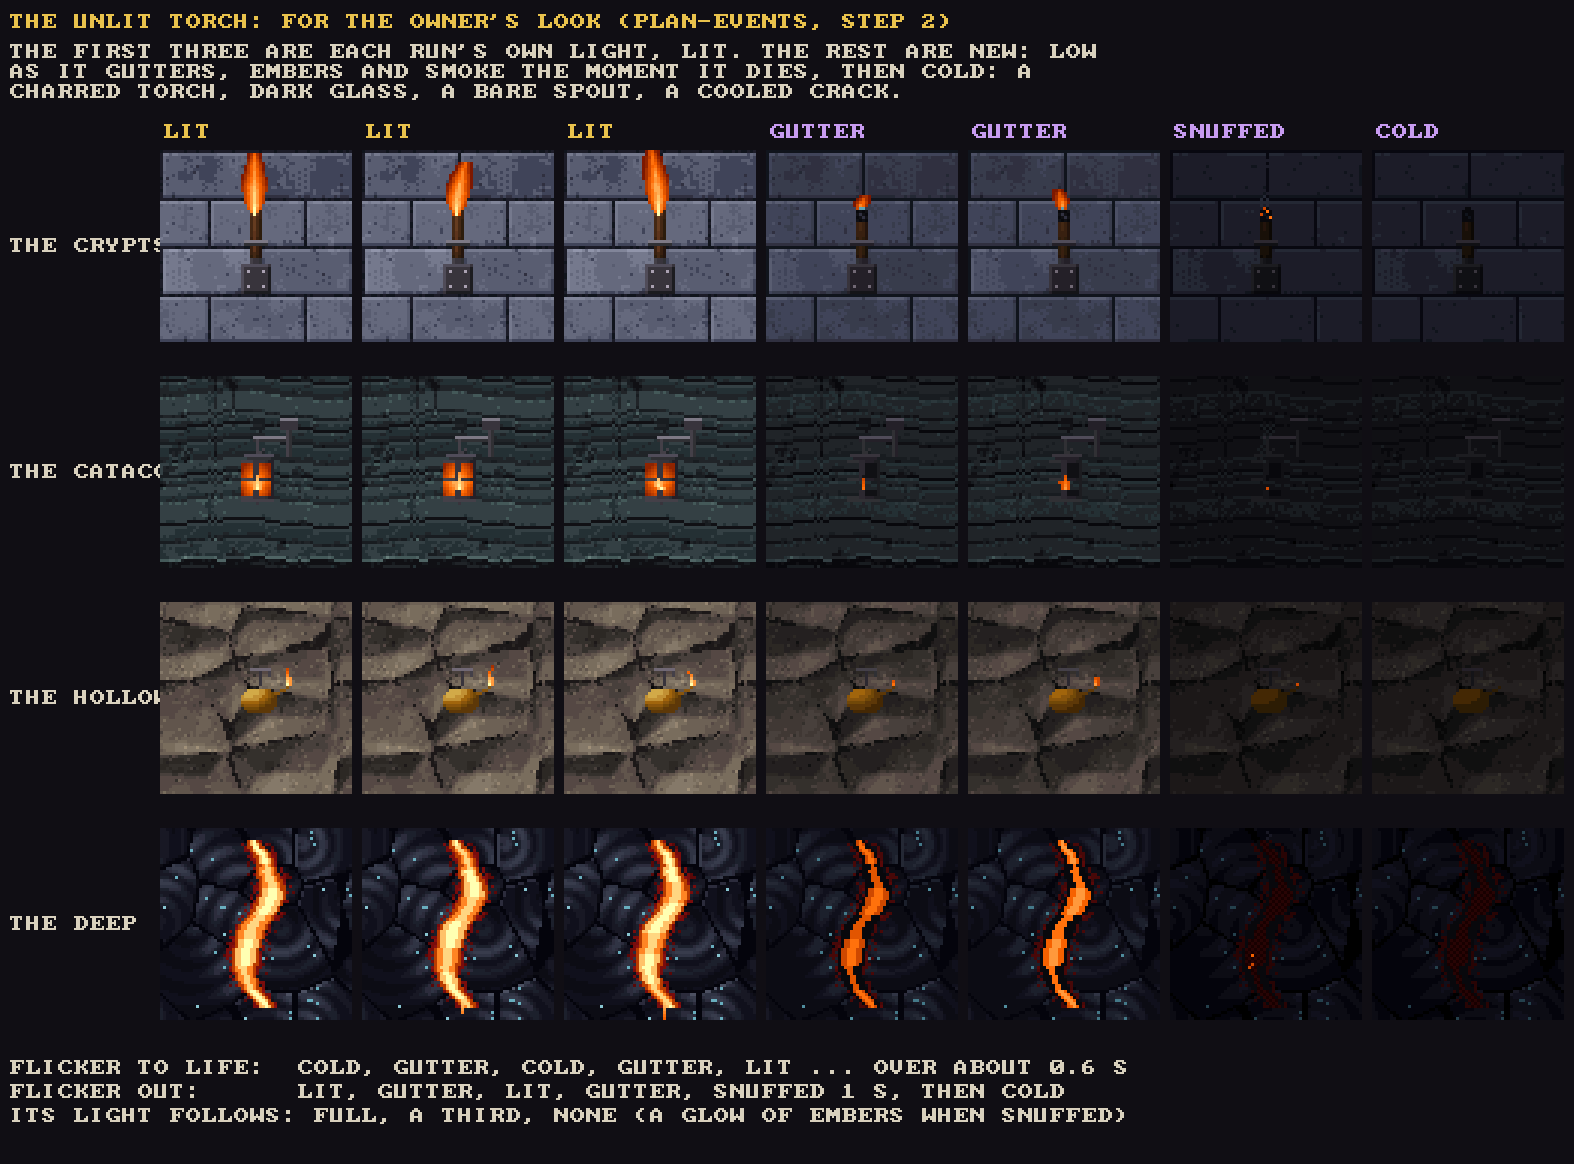 THE UNLIT TORCH: FOR THE OWNER'S LOOK (PLAN-EVENTS, STEP 2)
THE FIRST THREE ARE EACH RUN'S OWN LIGHT, LIT. THE REST ARE NEW: LOW
AS IT GUTTERS, EMBERS AND SMOKE THE MOMENT IT DIES, THEN COLD: A
CHARRED TORCH, DARK GLASS, A BARE SPOUT, A COOLED CRACK.
LIT LIT LIT GUTTER GUTTER SNUFFED COLD
THE CRYPTS
THE CATACO
THE HOLLOW
THE DEEP
FLICKER TO LIFE: COLD, GUTTER, COLD, GUTTER, LIT ... OVER ABOUT 0.6 S
FLICKER OUT: LIT, GUTTER, LIT, GUTTER, SNUFFED 1 S, THEN COLD
ITS LIGHT FOLLOWS: FULL, A THIRD, NONE (A GLOW OF EMBERS WHEN SNUFFED)